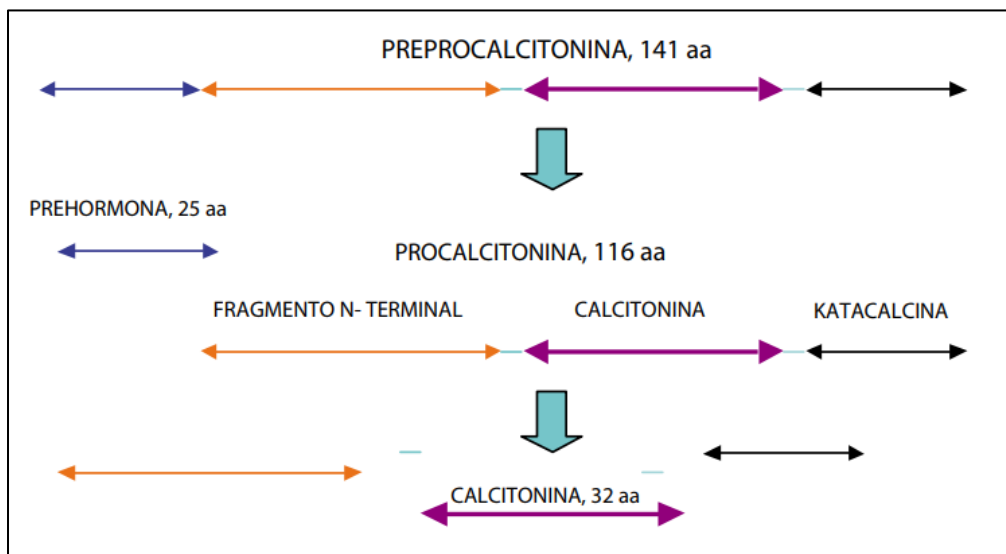 PREPROCALCITONINA, 141 aa
PREHORMONA, 25 aa
PROCALCITONINA, 116 aa
FRAGMENTO N- TERMINAL CALCITONINA KATACALCINA
CALCITONINA, 32 aa